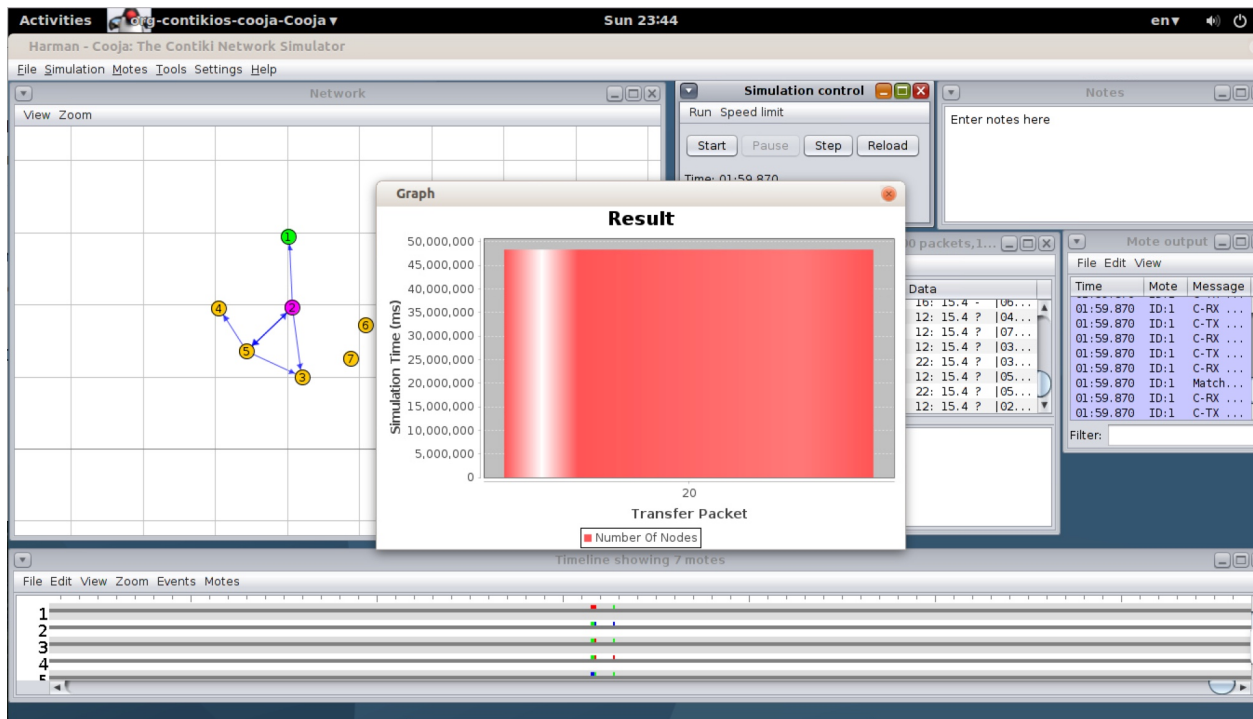 Activities org-contikios-cooja-Cooja ▾ Sun 23:44 en ▾
Harman - Cooja: The Contiki Network Simulator
File Simulation Motes Tools Settings Help
Network
View Zoom
1
2
4
6
5
7
3
Simulation control
Run Speed limit
Start Pause Step Reload
Time: 01:59.870
Notes
Enter notes here
Graph
Result
50,000,000
45,000,000
40,000,000
35,000,000
30,000,000
25,000,000
20,000,000
15,000,000
10,000,000
5,000,000
0
Simulation Time (ms)
20
Transfer Packet
Number Of Nodes
0 packets,1...
Data
16: 15.4 - |06...
12: 15.4 ? |04...
12: 15.4 ? |07...
12: 15.4 ? |03...
22: 15.4 ? |03...
12: 15.4 ? |05...
22: 15.4 ? |05...
12: 15.4 ? |02...
Mote output
File Edit View
Time Mote Message
01:59.870 ID:1 C-RX ...
01:59.870 ID:1 C-TX ...
01:59.870 ID:1 C-RX ...
01:59.870 ID:1 C-TX ...
01:59.870 ID:1 C-RX ...
01:59.870 ID:1 Match...
01:59.870 ID:1 C-RX ...
01:59.870 ID:1 C-TX ...
Filter:
Timeline showing 7 motes
File Edit View Zoom Events Motes
1
2
3
4